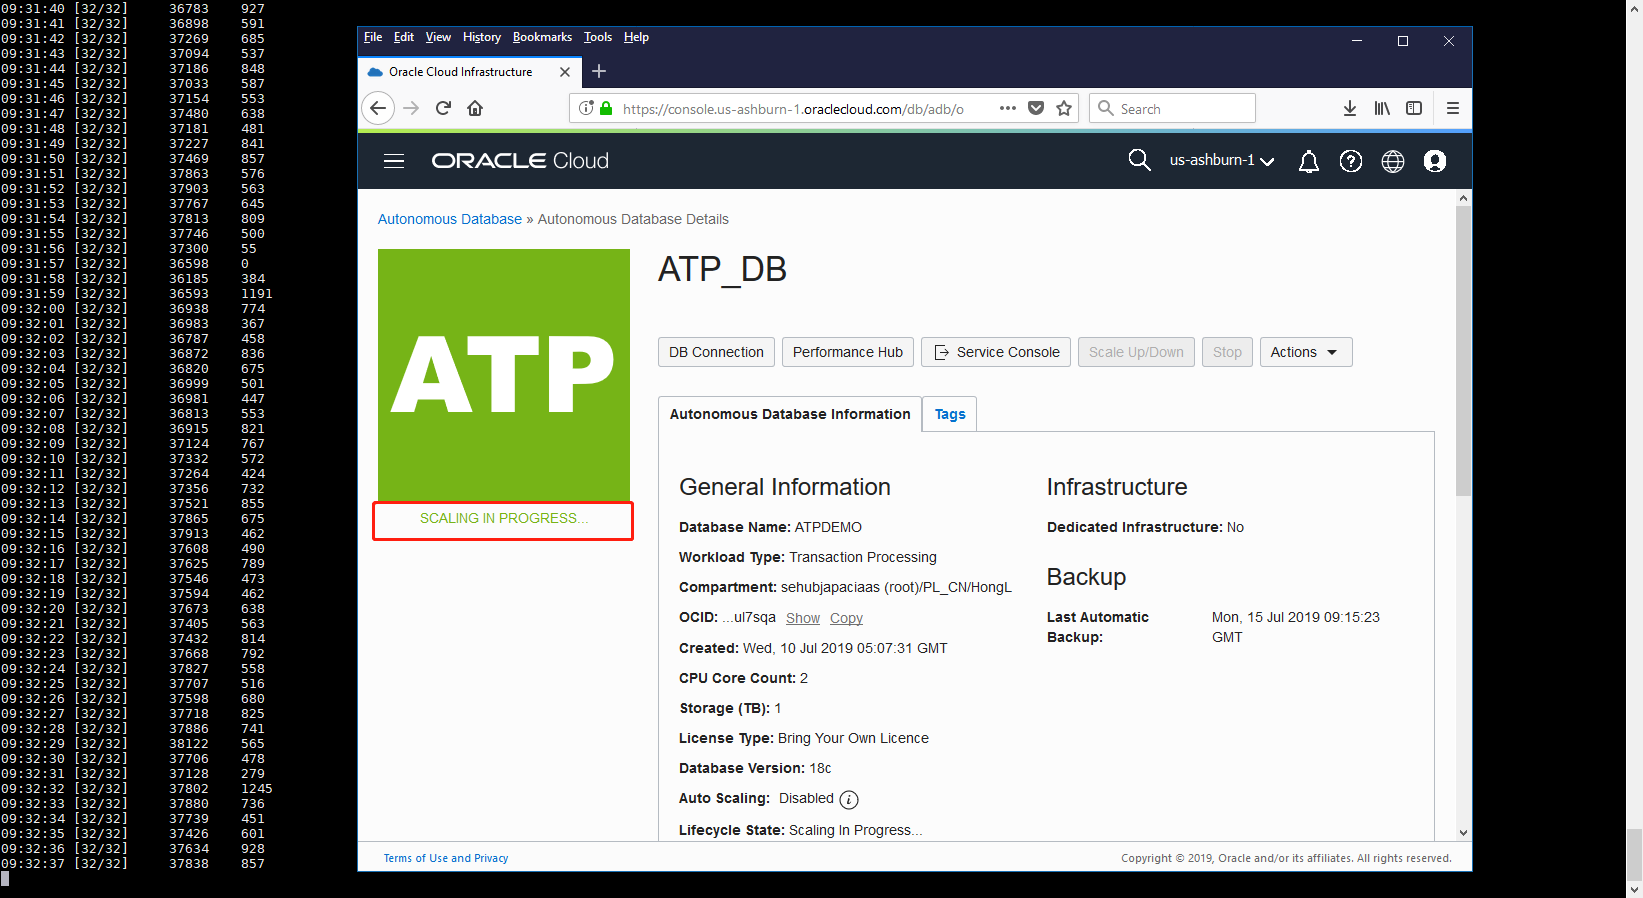 09:31:40 [32/32] 36783 927
09:31:41 [32/32] 36898 591
09:31:42 [32/32] 37269 685
09:31:43 [32/32] 37094 537
09:31:44 [32/32] 37186 848
09:31:45 [32/32] 37033 587
09:31:46 [32/32] 37154 553
09:31:47 [32/32] 37480 638
09:31:48 [32/32] 37181 481
09:31:49 [32/32] 37227 841
09:31:50 [32/32] 37469 857
09:31:51 [32/32] 37863 576
09:31:52 [32/32] 37903 563
09:31:53 [32/32] 37767 645
09:31:54 [32/32] 37813 809
09:31:55 [32/32] 37746 500
09:31:56 [32/32] 37300 55
09:31:57 [32/32] 36598 0
09:31:58 [32/32] 36185 384
09:31:59 [32/32] 36593 1191
09:32:00 [32/32] 36938 774
09:32:01 [32/32] 36983 367
09:32:02 [32/32] 36787 458
09:32:03 [32/32] 36872 836
09:32:04 [32/32] 36820 675
09:32:05 [32/32] 36999 501
09:32:06 [32/32] 36981 447
09:32:07 [32/32] 36813 553
09:32:08 [32/32] 36915 821
09:32:09 [32/32] 37124 767
09:32:10 [32/32] 37332 572
09:32:11 [32/32] 37264 424
09:32:12 [32/32] 37356 732
09:32:13 [32/32] 37521 855
09:32:14 [32/32] 37865 675
09:32:15 [32/32] 37913 462
09:32:16 [32/32] 37608 490
09:32:17 [32/32] 37625 789
09:32:18 [32/32] 37546 473
09:32:19 [32/32] 37594 462
09:32:20 [32/32] 37673 638
09:32:21 [32/32] 37405 563
09:32:22 [32/32] 37432 814
09:32:23 [32/32] 37668 792
09:32:24 [32/32] 37827 558
09:32:25 [32/32] 37707 516
09:32:26 [32/32] 37598 680
09:32:27 [32/32] 37718 825
09:32:28 [32/32] 37886 741
09:32:29 [32/32] 38122 565
09:32:30 [32/32] 37706 478
09:32:31 [32/32] 37128 279
09:32:32 [32/32] 37802 1245
09:32:33 [32/32] 37880 736
09:32:34 [32/32] 37739 451
09:32:35 [32/32] 37426 601
09:32:36 [32/32] 37634 928
09:32:37 [32/32] 37838 857
File Edit View History Bookmarks Tools Help
Oracle Cloud Infrastructure
https://console.us-ashburn-1.oraclecloud.com/db/adb/o
Search
ORACLE Cloud
us-ashburn-1
Autonomous Database » Autonomous Database Details
ATP
SCALING IN PROGRESS...
ATP_DB
DB Connection Performance Hub Service Console Scale Up/Down Stop Actions
Autonomous Database Information Tags
General Information
Database Name: ATPDEMO
Workload Type: Transaction Processing
Compartment: sehubjapaciaas (root)/PL_CN/HongL
OCID: ...ul7sqa Show Copy
Created: Wed, 10 Jul 2019 05:07:31 GMT
CPU Core Count: 2
Storage (TB): 1
License Type: Bring Your Own Licence
Database Version: 18c
Auto Scaling: Disabled
Lifecycle State: Scaling In Progress...
Infrastructure
Dedicated Infrastructure: No
Backup
Last Automatic Backup: Mon, 15 Jul 2019 09:15:23 GMT
Terms of Use and Privacy
Copyright © 2019, Oracle and/or its affiliates. All rights reserved.